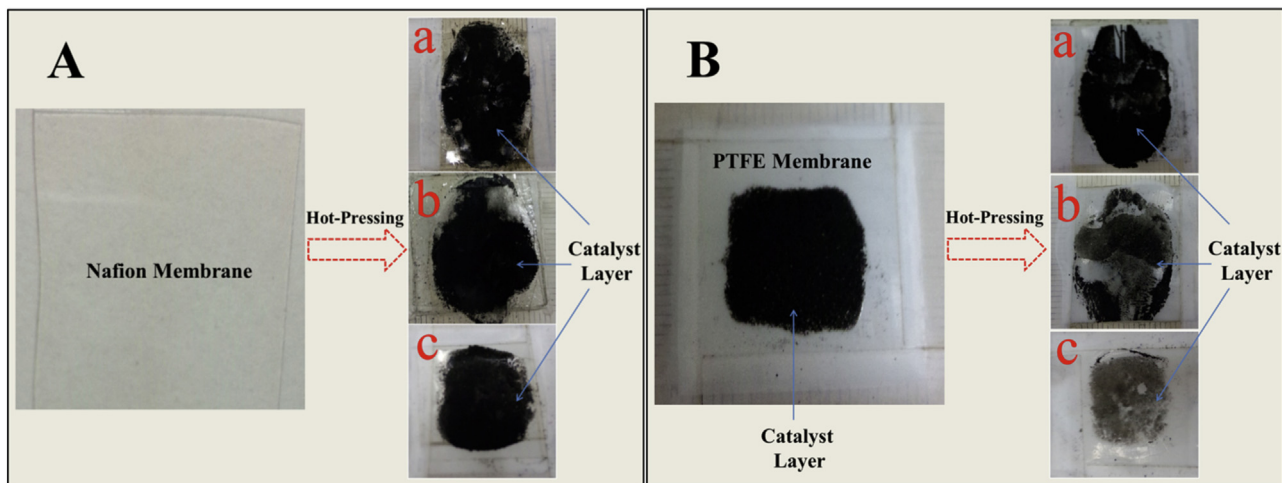 A
a
b
c
Nafion Membrane
Hot-Pressing
Catalyst
Layer
B
PTFE Membrane
Catalyst
Layer
Hot-Pressing
a
b
c
Catalyst
Layer